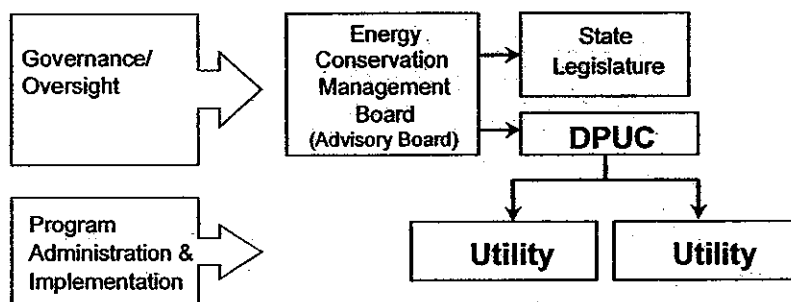 Governance/
Oversight
Energy
Conservation
Management
Board
(Advisory Board)
State
Legislature
DPUC
Program
Administration &
Implementation
Utility
Utility